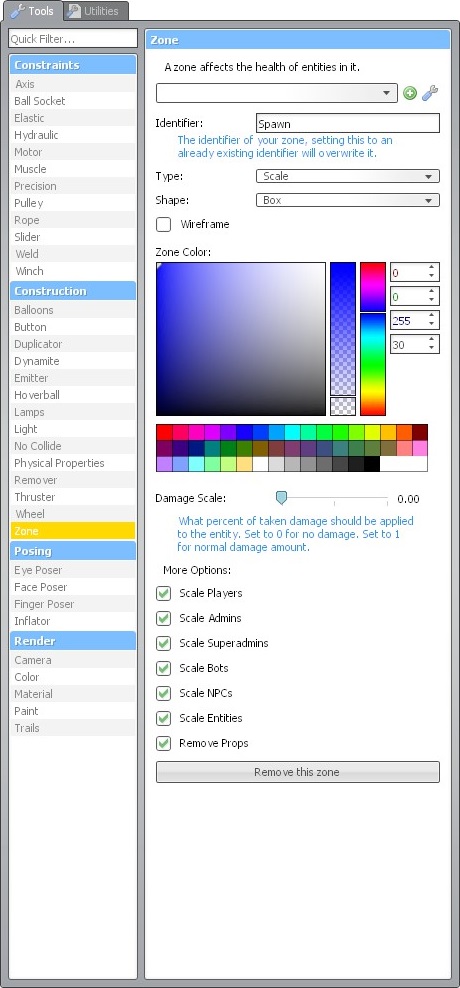 Tools
Utilities
Quick Filter...
Constraints
Axis
Ball Socket
Elastic
Hydraulic
Motor
Muscle
Precision
Pulley
Rope
Slider
Weld
Winch
Construction
Balloons
Button
Duplicator
Dynamite
Emitter
Hoverball
Lamps
Light
No Collide
Physical Properties
Remover
Thruster
Wheel
Zone
Posing
Eye Poser
Face Poser
Finger Poser
Inflator
Render
Camera
Color
Material
Paint
Trails
Zone
A zone affects the health of entities in it.
Identifier:
Spawn
The identifier of your zone, setting this to an
already existing identifier will overwrite it.
Type:
Scale
Shape:
Box
Wireframe
Zone Color:
0
0
255
30
Damage Scale:
0.00
What percent of taken damage should be applied
to the entity. Set to 0 for no damage. Set to 1
for normal damage amount.
More Options:
Scale Players
Scale Admins
Scale Superadmins
Scale Bots
Scale NPCs
Scale Entities
Remove Props
Remove this zone